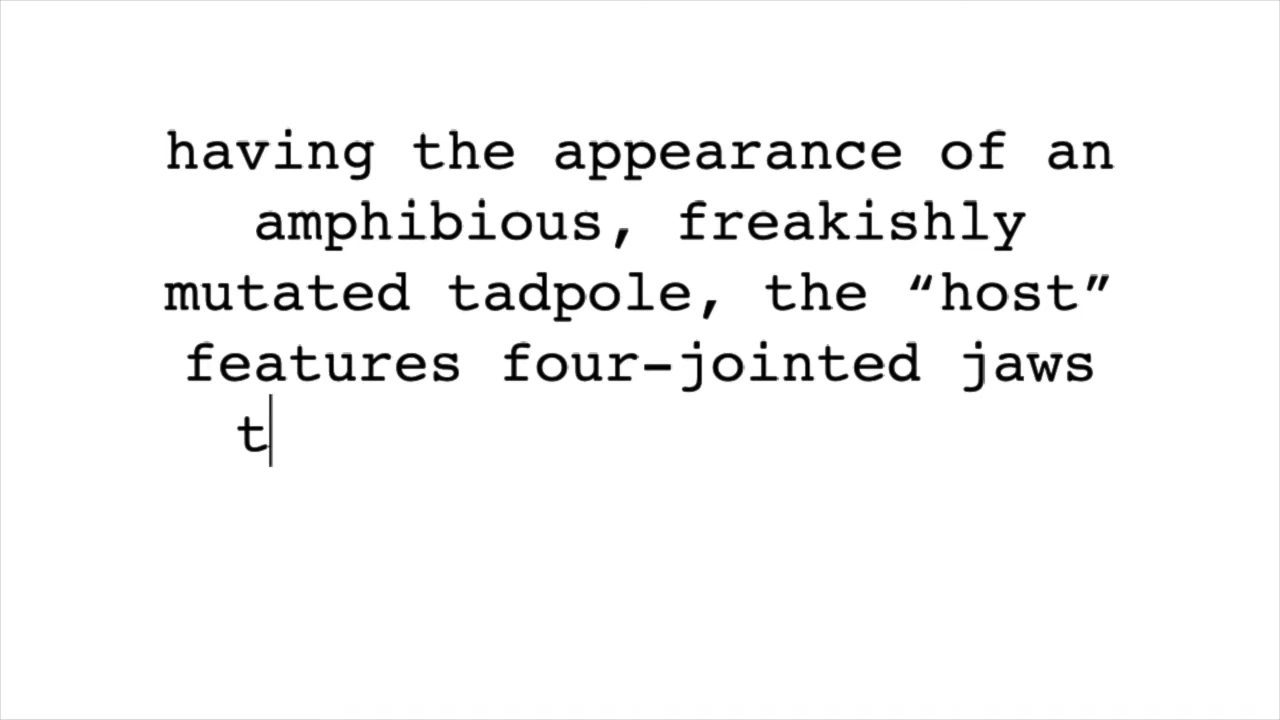 having the appearance of an
amphibious, freakishly
mutated tadpole, the “host”
features four-jointed jaws
t